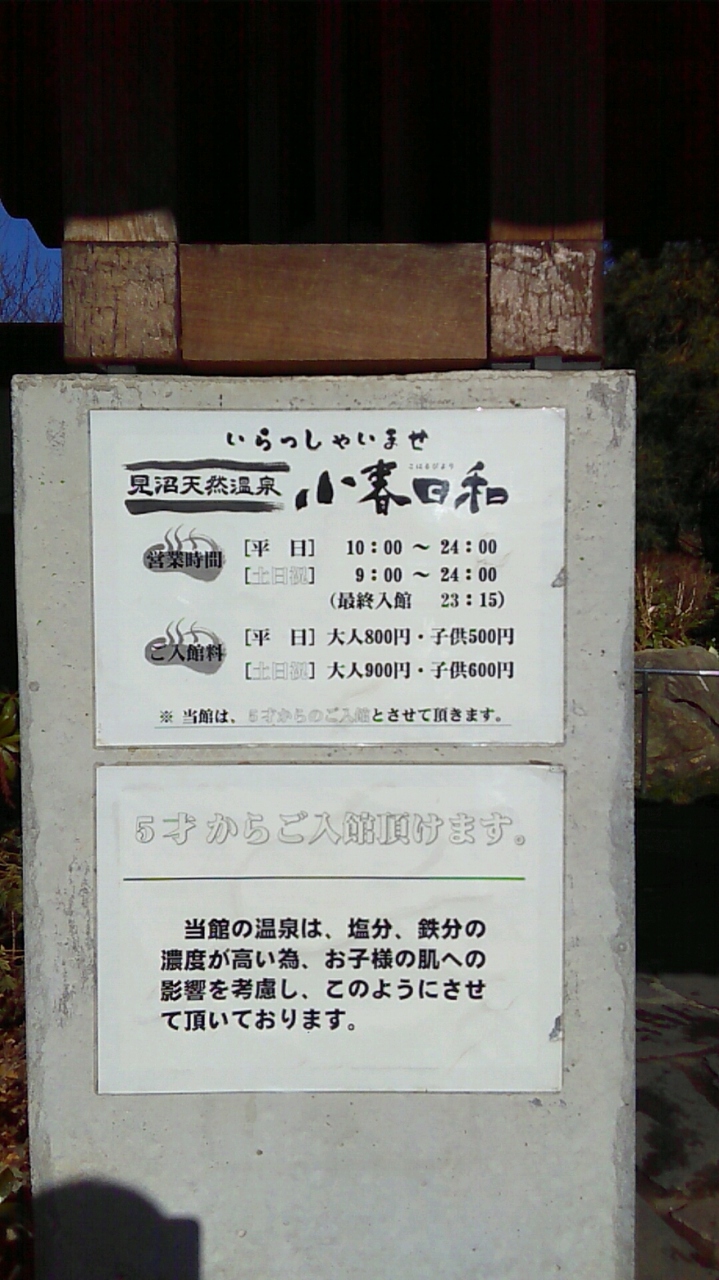 いらっしゃいませ
見沼天然温泉 小春日和
こはるびより
営業時間 [平 日] 10:00 ～ 24:00
[土日祝] 9:00 ～ 24:00
(最終入館 23:15)
ご入館料 [平 日] 大人800円・子供500円
[土日祝] 大人900円・子供600円
※ 当館は、5才からのご入館とさせて頂きます。
5才からご入館頂けます。
当館の温泉は、塩分、鉄分の
濃度が高い為、お子様の肌への
影響を考慮し、このようにさせ
て頂いております。